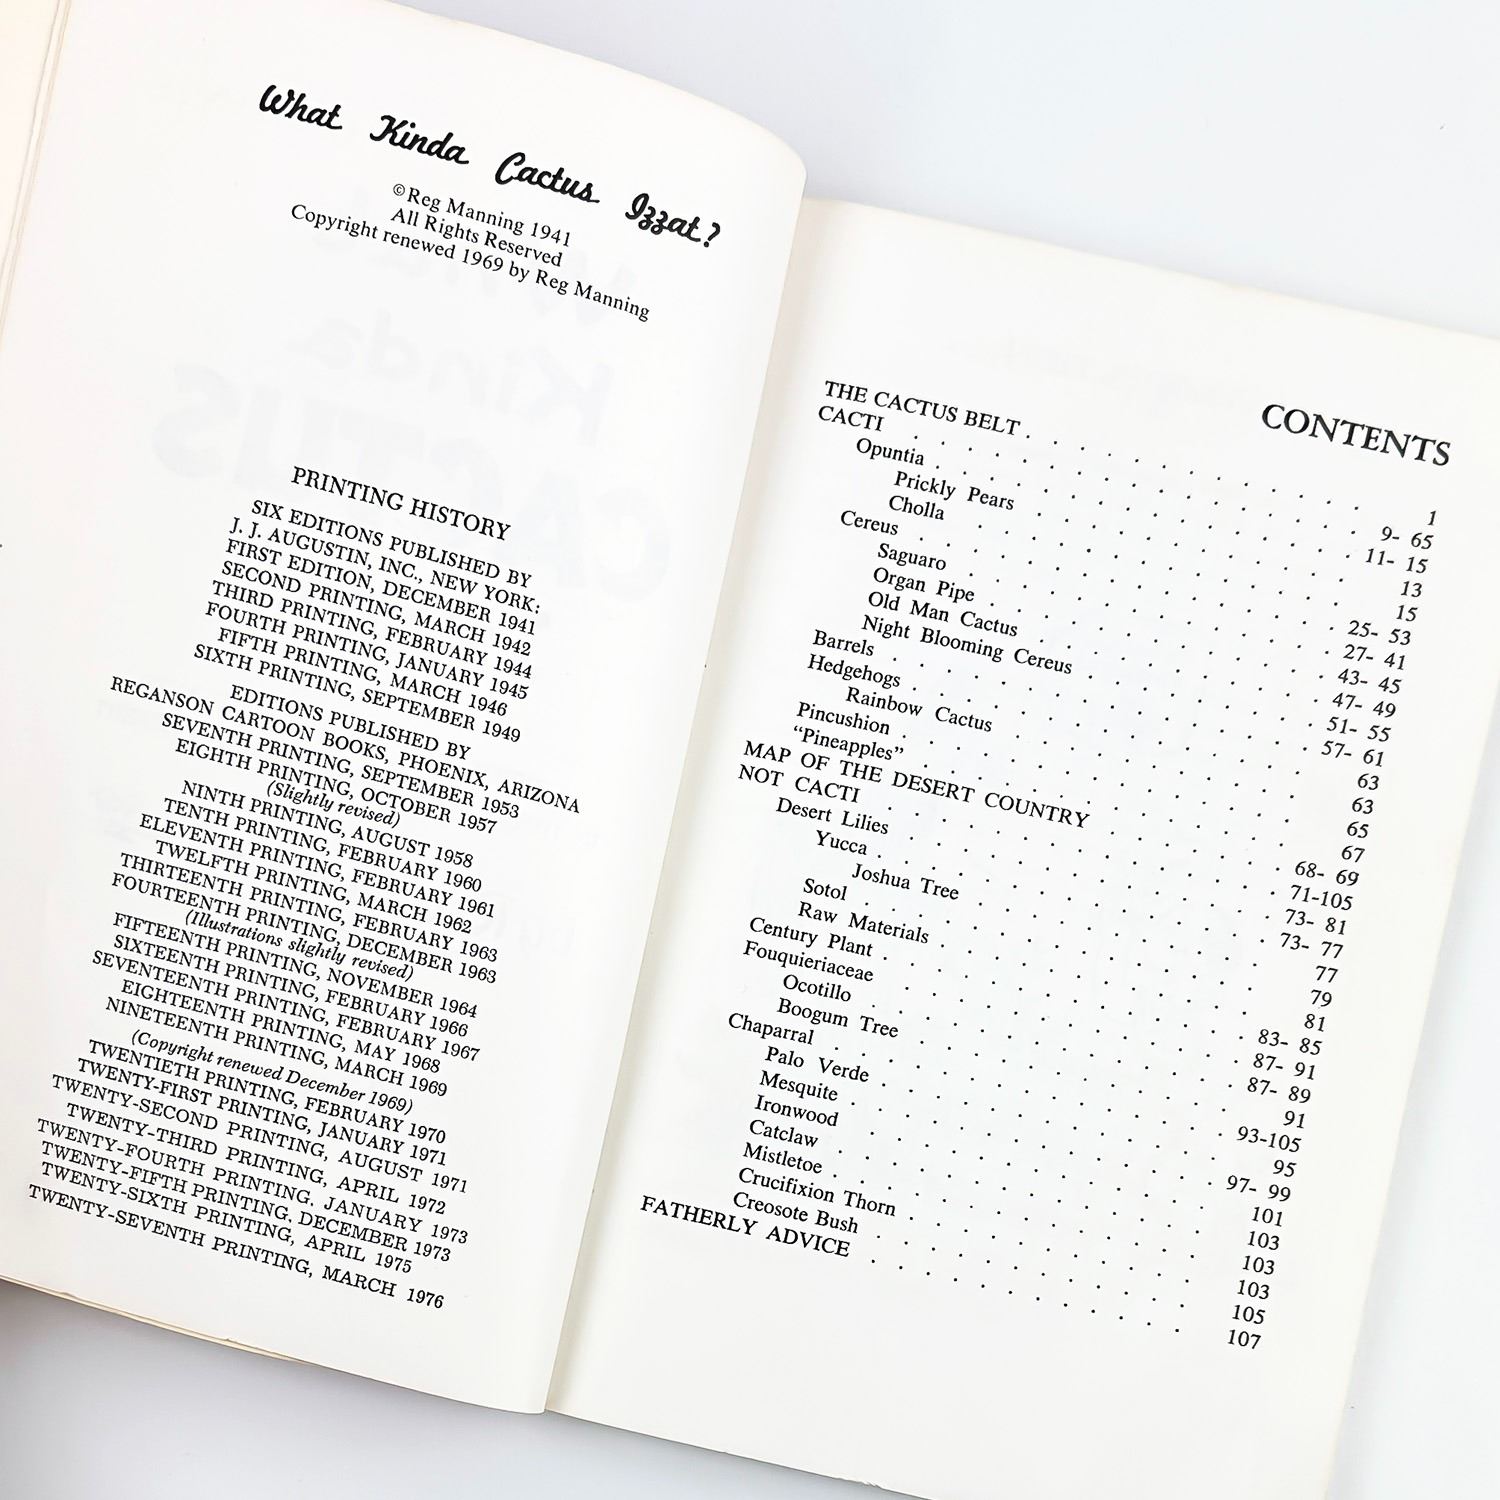 What Kinda Cactus Izzat?
©Reg Manning 1941
All Rights Reserved
Copyright renewed 1969 by Reg Manning
PRINTING HISTORY
SIX EDITIONS PUBLISHED BY
J. J. AUGUSTIN, INC., NEW YORK:
FIRST EDITION, DECEMBER 1941
SECOND PRINTING, MARCH 1942
THIRD PRINTING, FEBRUARY 1944
FOURTH PRINTING, JANUARY 1945
FIFTH PRINTING, MARCH 1946
SIXTH PRINTING, SEPTEMBER 1949
EDITIONS PUBLISHED BY
REGANSON CARTOON BOOKS, PHOENIX, ARIZONA
SEVENTH PRINTING, SEPTEMBER 1953
EIGHTH PRINTING, OCTOBER 1957
(Slightly revised)
NINTH PRINTING, AUGUST 1958
TENTH PRINTING, FEBRUARY 1960
ELEVENTH PRINTING, FEBRUARY 1961
TWELFTH PRINTING, MARCH 1962
THIRTEENTH PRINTING, FEBRUARY 1963
FOURTEENTH PRINTING, DECEMBER 1963
(Illustrations slightly revised)
FIFTEENTH PRINTING, NOVEMBER 1964
SIXTEENTH PRINTING, FEBRUARY 1966
SEVENTEENTH PRINTING, FEBRUARY 1967
EIGHTEENTH PRINTING, MAY 1968
NINETEENTH PRINTING, MARCH 1969
(Copyright renewed December 1969)
TWENTIETH PRINTING, FEBRUARY 1970
TWENTY-FIRST PRINTING, JANUARY 1971
TWENTY-SECOND PRINTING, AUGUST 1971
TWENTY-THIRD PRINTING, APRIL 1972
TWENTY-FOURTH PRINTING. JANUARY 1973
TWENTY-FIFTH PRINTING. DECEMBER 1973
TWENTY-SIXTH PRINTING, APRIL 1975
TWENTY-SEVENTH PRINTING, MARCH 1976
CONTENTS
THE CACTUS BELT 1
CACTI 9- 65
Opuntia 11- 15
Prickly Pears 13
Cholla 15
Cereus 25- 53
Saguaro 27- 41
Organ Pipe 43- 45
Old Man Cactus 47- 49
Night Blooming Cereus 51- 55
Barrels 57- 61
Hedgehogs 63
Rainbow Cactus 63
Pincushion 65
“Pineapples” 67
MAP OF THE DESERT COUNTRY 68- 69
NOT CACTI 71-105
Desert Lilies 73- 81
Yucca 73- 77
Joshua Tree 77
Sotol 79
Raw Materials 81
Century Plant 83- 85
Fouquieriaceae 87- 91
Ocotillo 87- 89
Boogum Tree 91
Chaparral 93-105
Palo Verde 95
Mesquite 97- 99
Ironwood 101
Catclaw 103
Mistletoe 103
Crucifixion Thorn 103
Creosote Bush 105
FATHERLY ADVICE 107